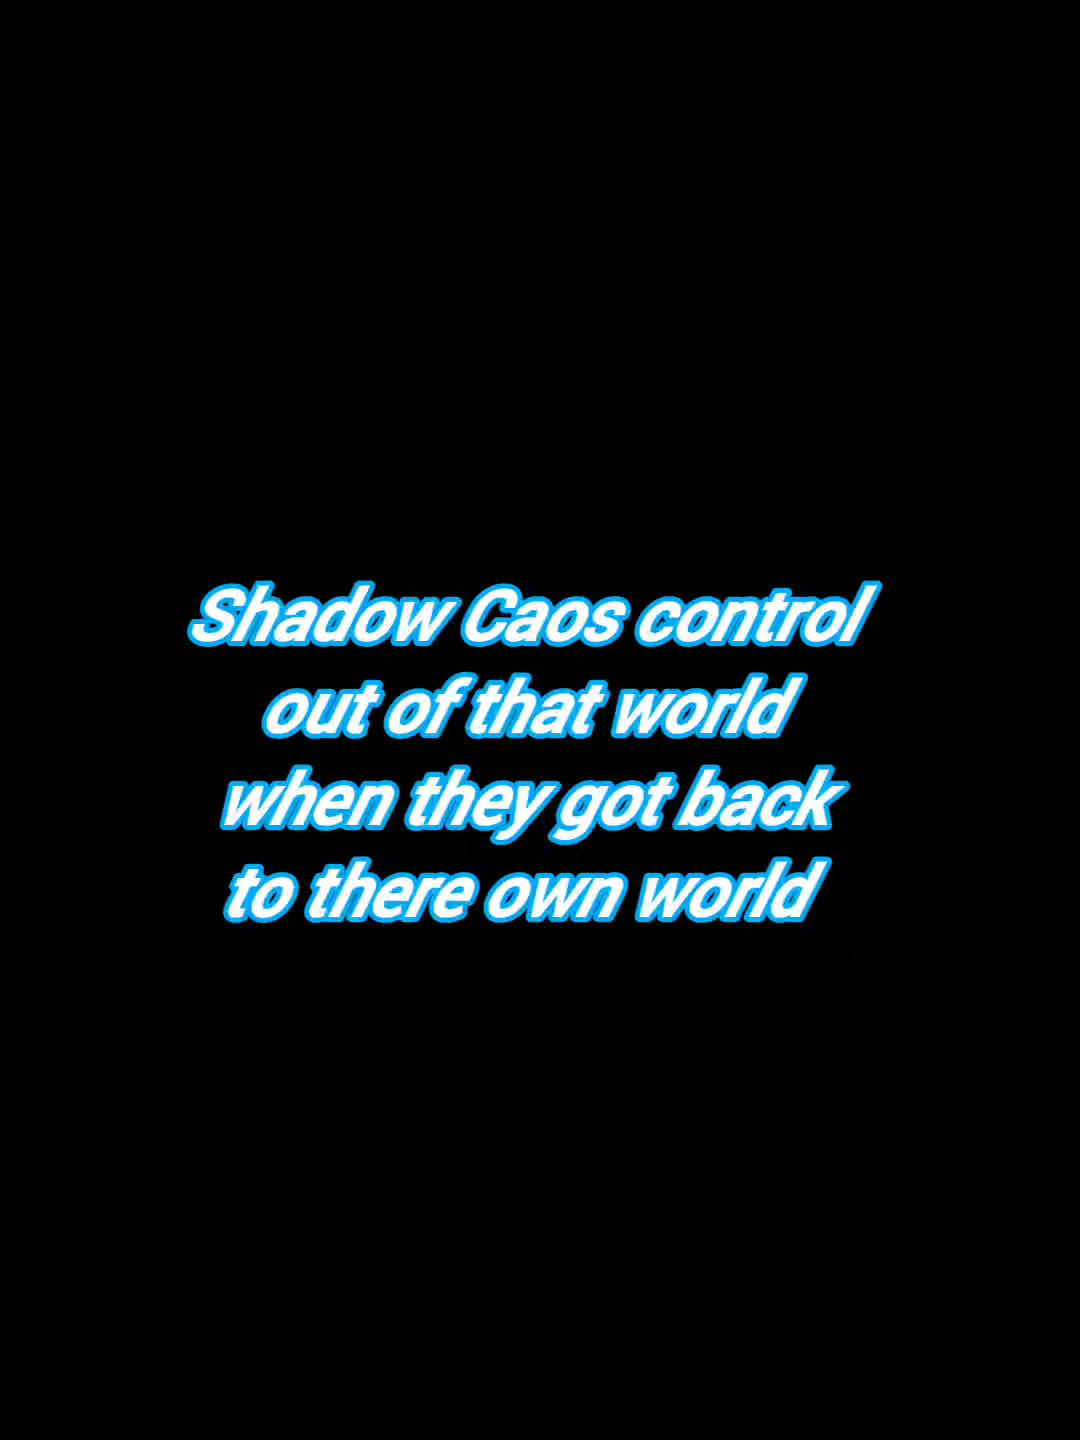 Shadow Caos control
out of that world
when they got back
to there own world